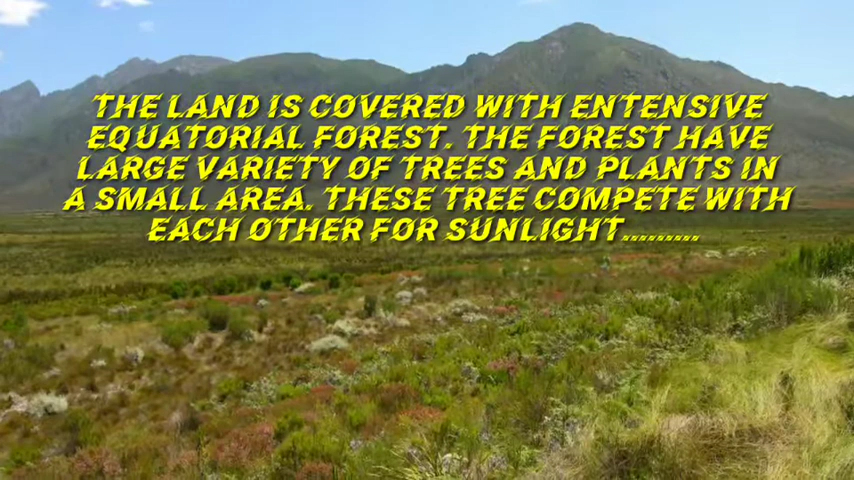 THE LAND IS COVERED WITH ENTENSIVE
EQUATORIAL FOREST. THE FOREST HAVE
LARGE VARIETY OF TREES AND PLANTS IN
A SMALL AREA. THESE TREE COMPETE WITH
EACH OTHER FOR SUNLIGHT.........